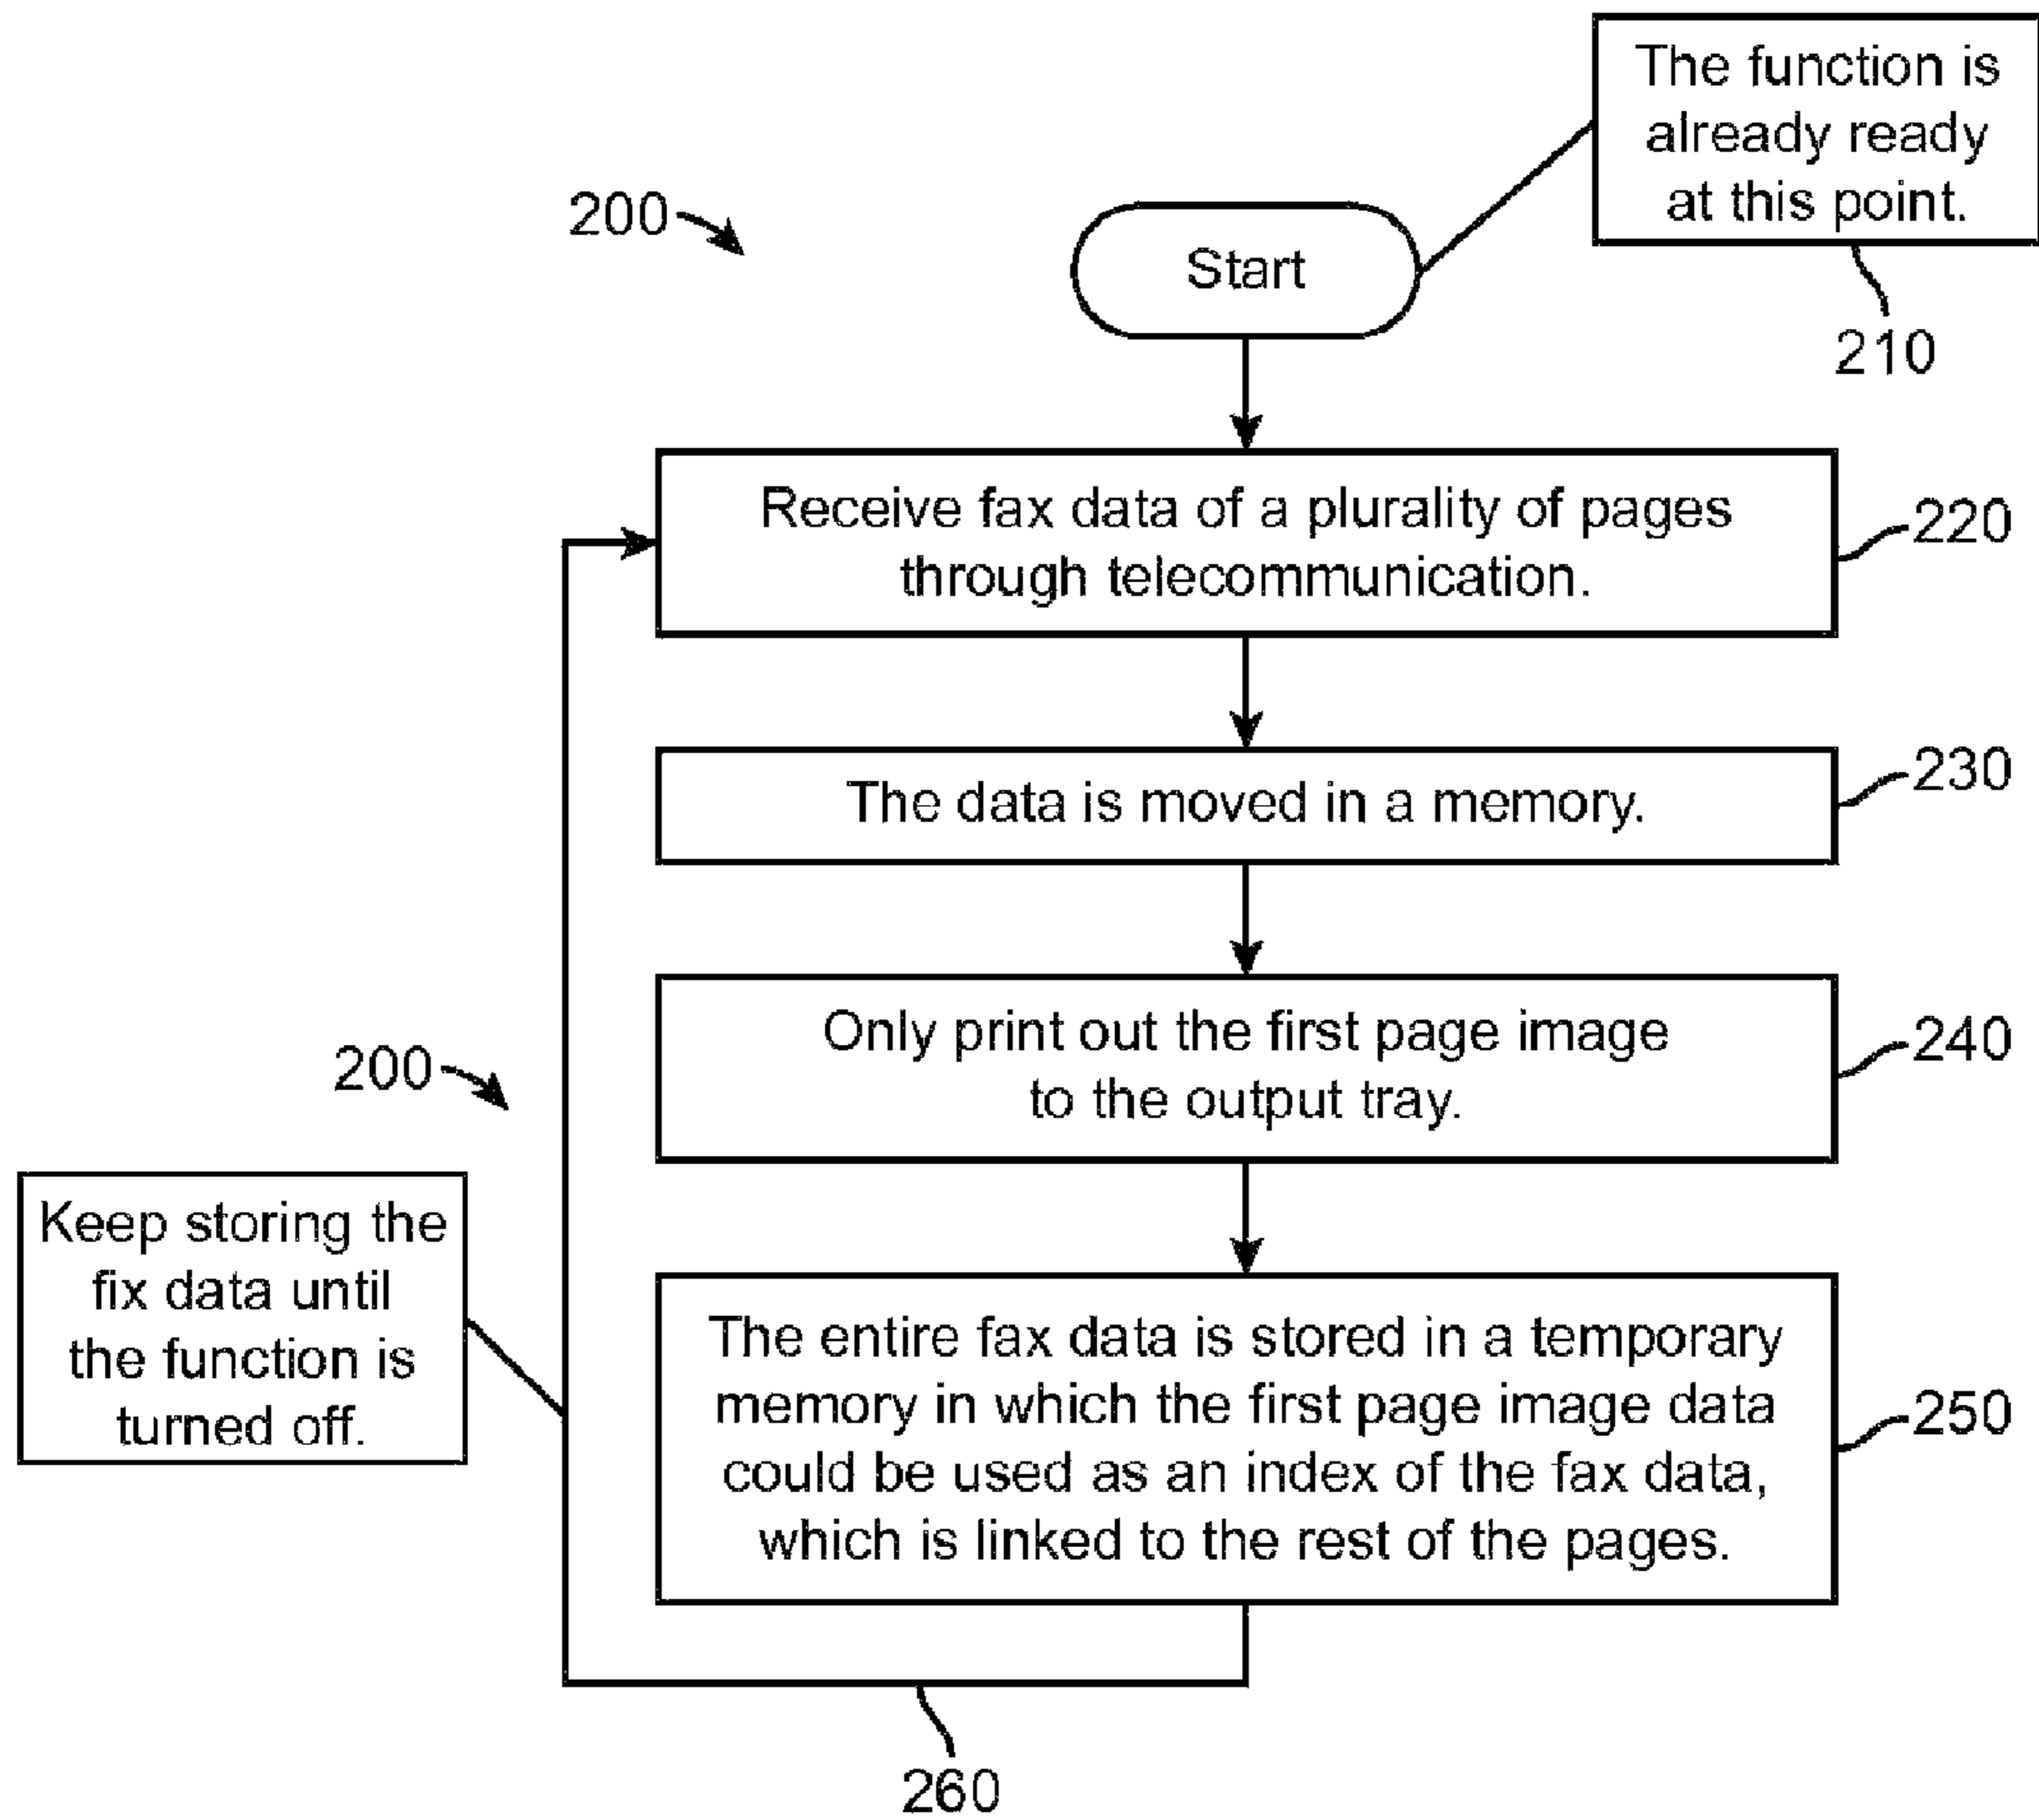 The function is
already ready
at this point.
200
Start
210
Receive fax data of a plurality of pages
through telecommunication.
220
The data is moved in a memory.
230
Only print out the first page image
to the output tray.
240
200
Keep storing the
fix data until
the function is
turned off.
The entire fax data is stored in a temporary
memory in which the first page image data
could be used as an index of the fax data,
which is linked to the rest of the pages.
250
260